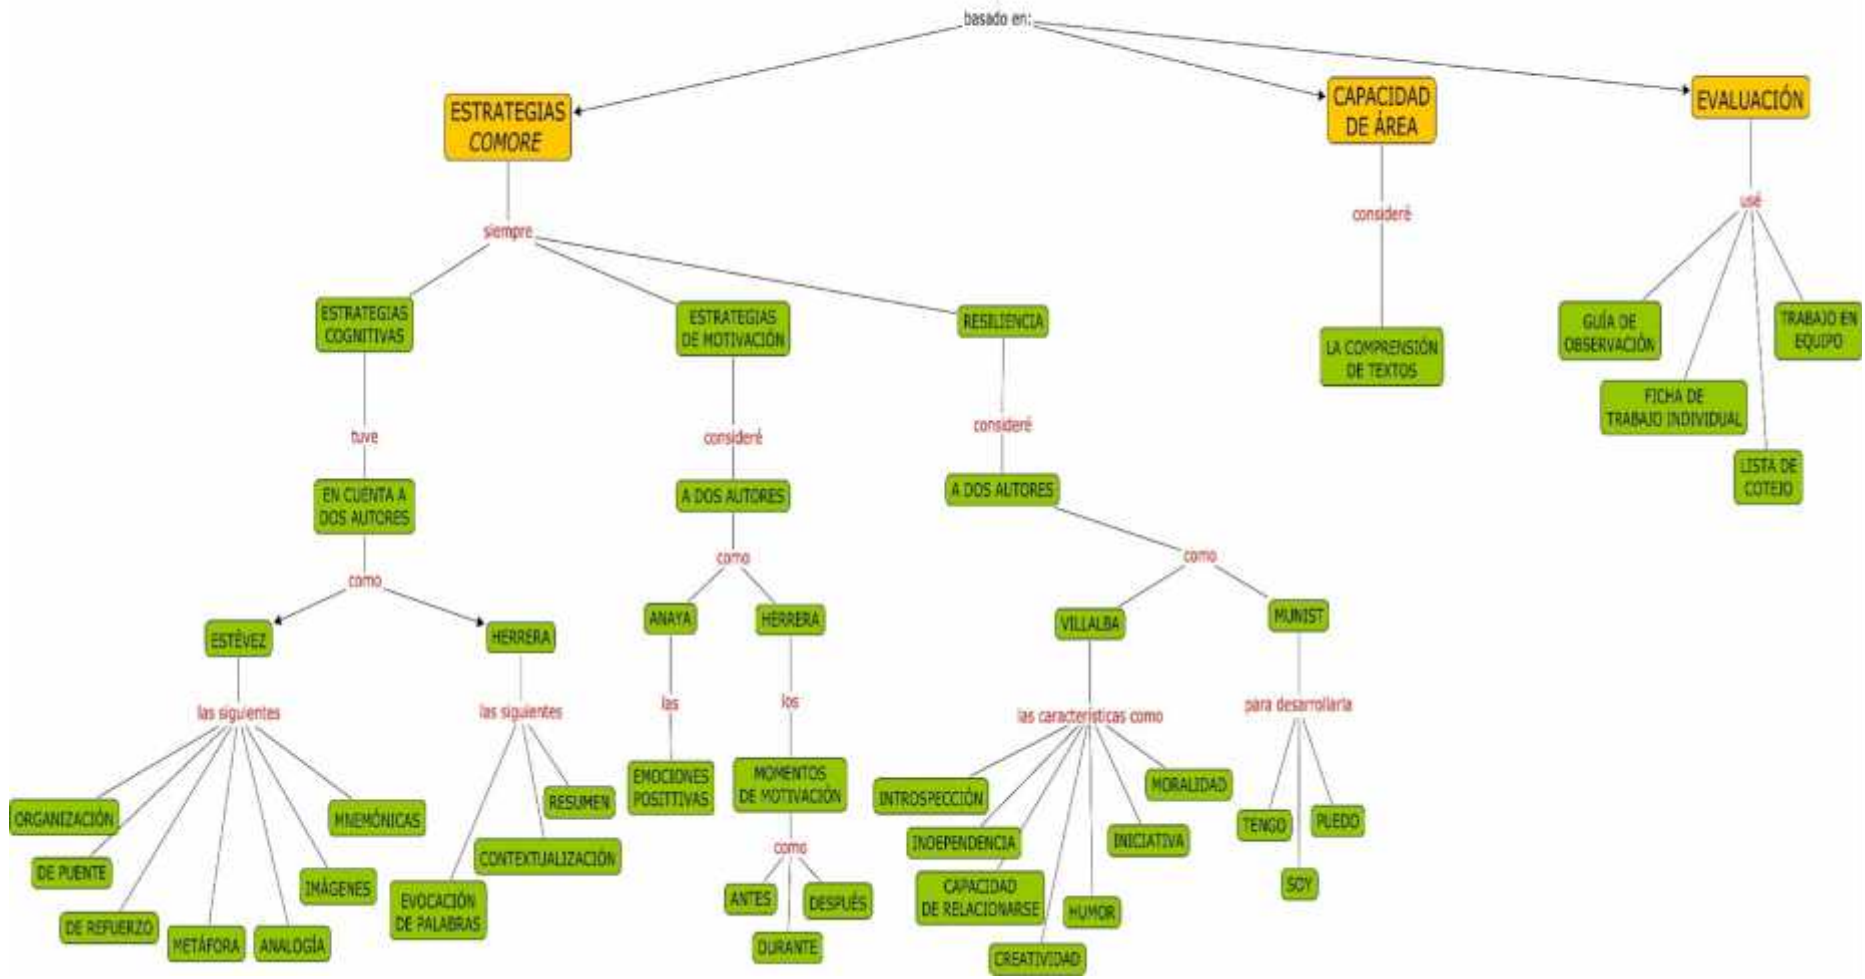 basado en:
ESTRATEGIAS
COMORE
CAPACIDAD
DE ÁREA
EVALUACIÓN
siempre
consideré
usé
ESTRATEGIAS
COGNITIVAS
ESTRATEGIAS
DE MOTIVACIÓN
RESILIENCIA
LA COMPRENSIÓN
DE TEXTOS
GUÍA DE
OBSERVACIÓN
TRABAJO EN
EQUIPO
FICHA DE
TRABAJO INDIVIDUAL
LISTA DE
COTEJO
tuve
consideré
consideré
EN CUENTA A
DOS AUTORES
A DOS AUTORES
A DOS AUTORES
como
como
como
ESTÉVEZ
HERRERA
ANAYA
HERRERA
VILLALBA
MUNIST
las siguientes
las siguientes
las
los
las características como
para desarrollarla
ORGANIZACIÓN
DE PUENTE
DE REFUERZO
METÁFORA
ANALOGÍA
IMÁGENES
MNEMÓNICAS
EVOCACIÓN
DE PALABRAS
CONTEXTUALIZACIÓN
RESUMEN
EMOCIONES
POSITTIVAS
MOMENTOS
DE MOTIVACIÓN
como
ANTES
DURANTE
DESPUÉS
INTROSPECCIÓN
INDEPENDENCIA
CAPACIDAD
DE RELACIONARSE
CREATIVIDAD
HUMOR
INICIATIVA
MORALIDAD
TENGO
SOY
PUEDO